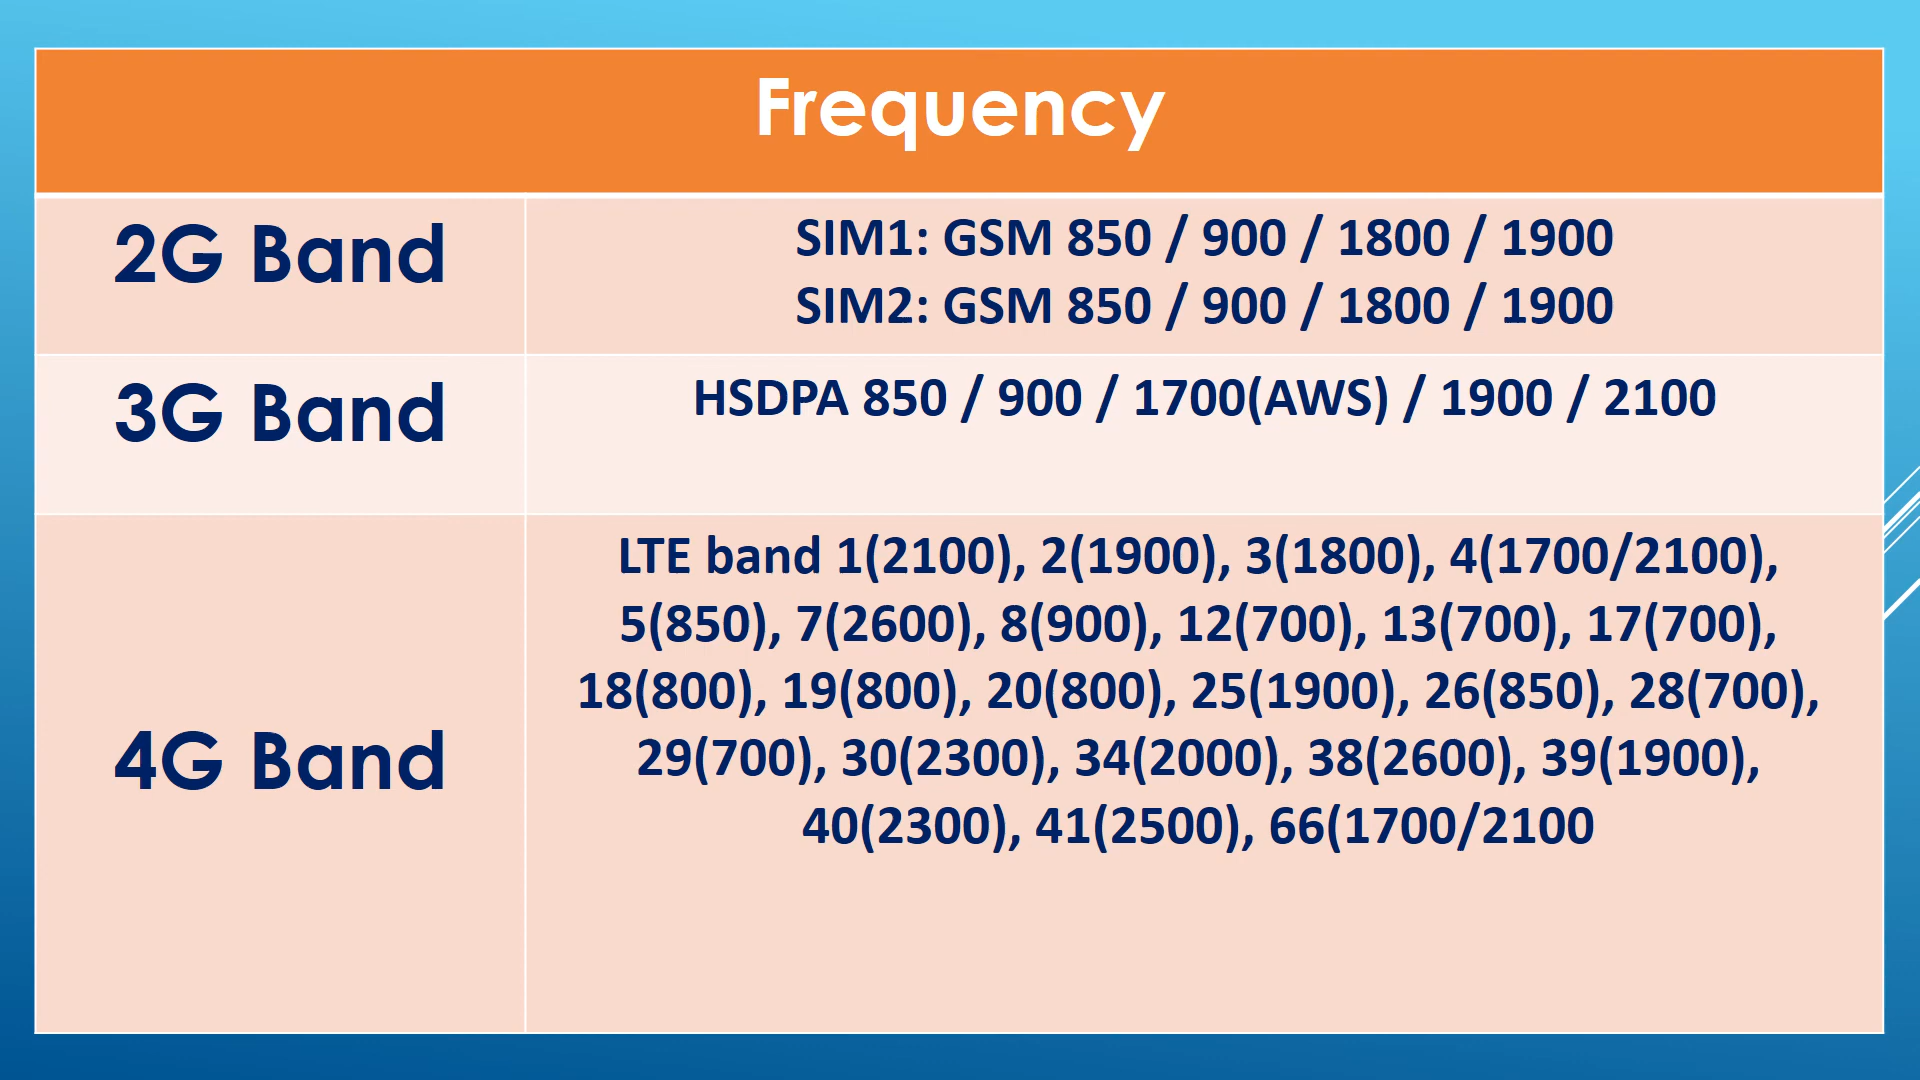 Frequency
2G Band
SIM1: GSM 850 / 900 / 1800 / 1900
SIM2: GSM 850 / 900 / 1800 / 1900
3G Band
HSDPA 850 / 900 / 1700(AWS) / 1900 / 2100
4G Band
LTE band 1(2100), 2(1900), 3(1800), 4(1700/2100),
5(850), 7(2600), 8(900), 12(700), 13(700), 17(700),
18(800), 19(800), 20(800), 25(1900), 26(850), 28(700),
29(700), 30(2300), 34(2000), 38(2600), 39(1900),
40(2300), 41(2500), 66(1700/2100